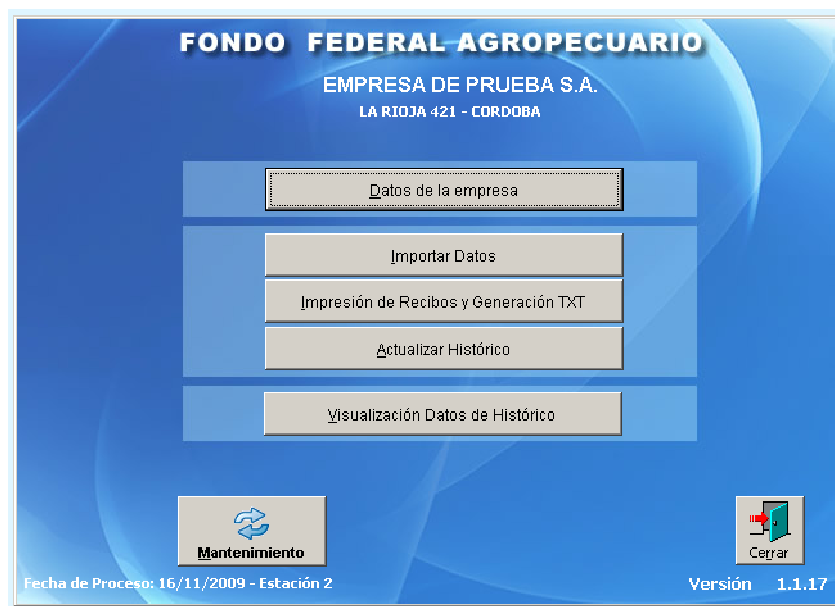 FONDO FEDERAL AGROPECUARIO
EMPRESA DE PRUEBA S.A.
LA RIOJA 421 - CORDOBA
Datos de la empresa
Importar Datos
Impresión de Recibos y Generación TXT
Actualizar Histórico
Visualización Datos de Histórico
Mantenimiento
Cerrar
Fecha de Proceso: 16/11/2009 - Estación 2
Versión 1.1.17